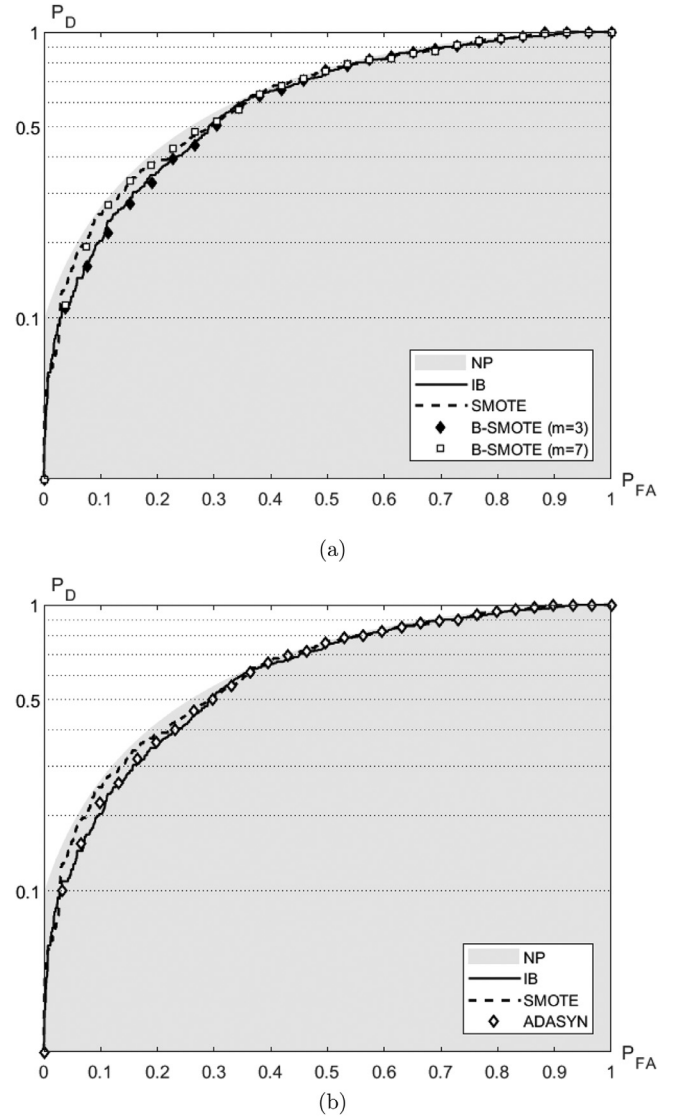 P_D
1
0.5
0.1
NP
IB
SMOTE
B-SMOTE (m=3)
B-SMOTE (m=7)
0 0.1 0.2 0.3 0.4 0.5 0.6 0.7 0.8 0.9 1 P_FA
(a)
P_D
1
0.5
0.1
NP
IB
SMOTE
ADASYN
0 0.1 0.2 0.3 0.4 0.5 0.6 0.7 0.8 0.9 1 P_FA
(b)